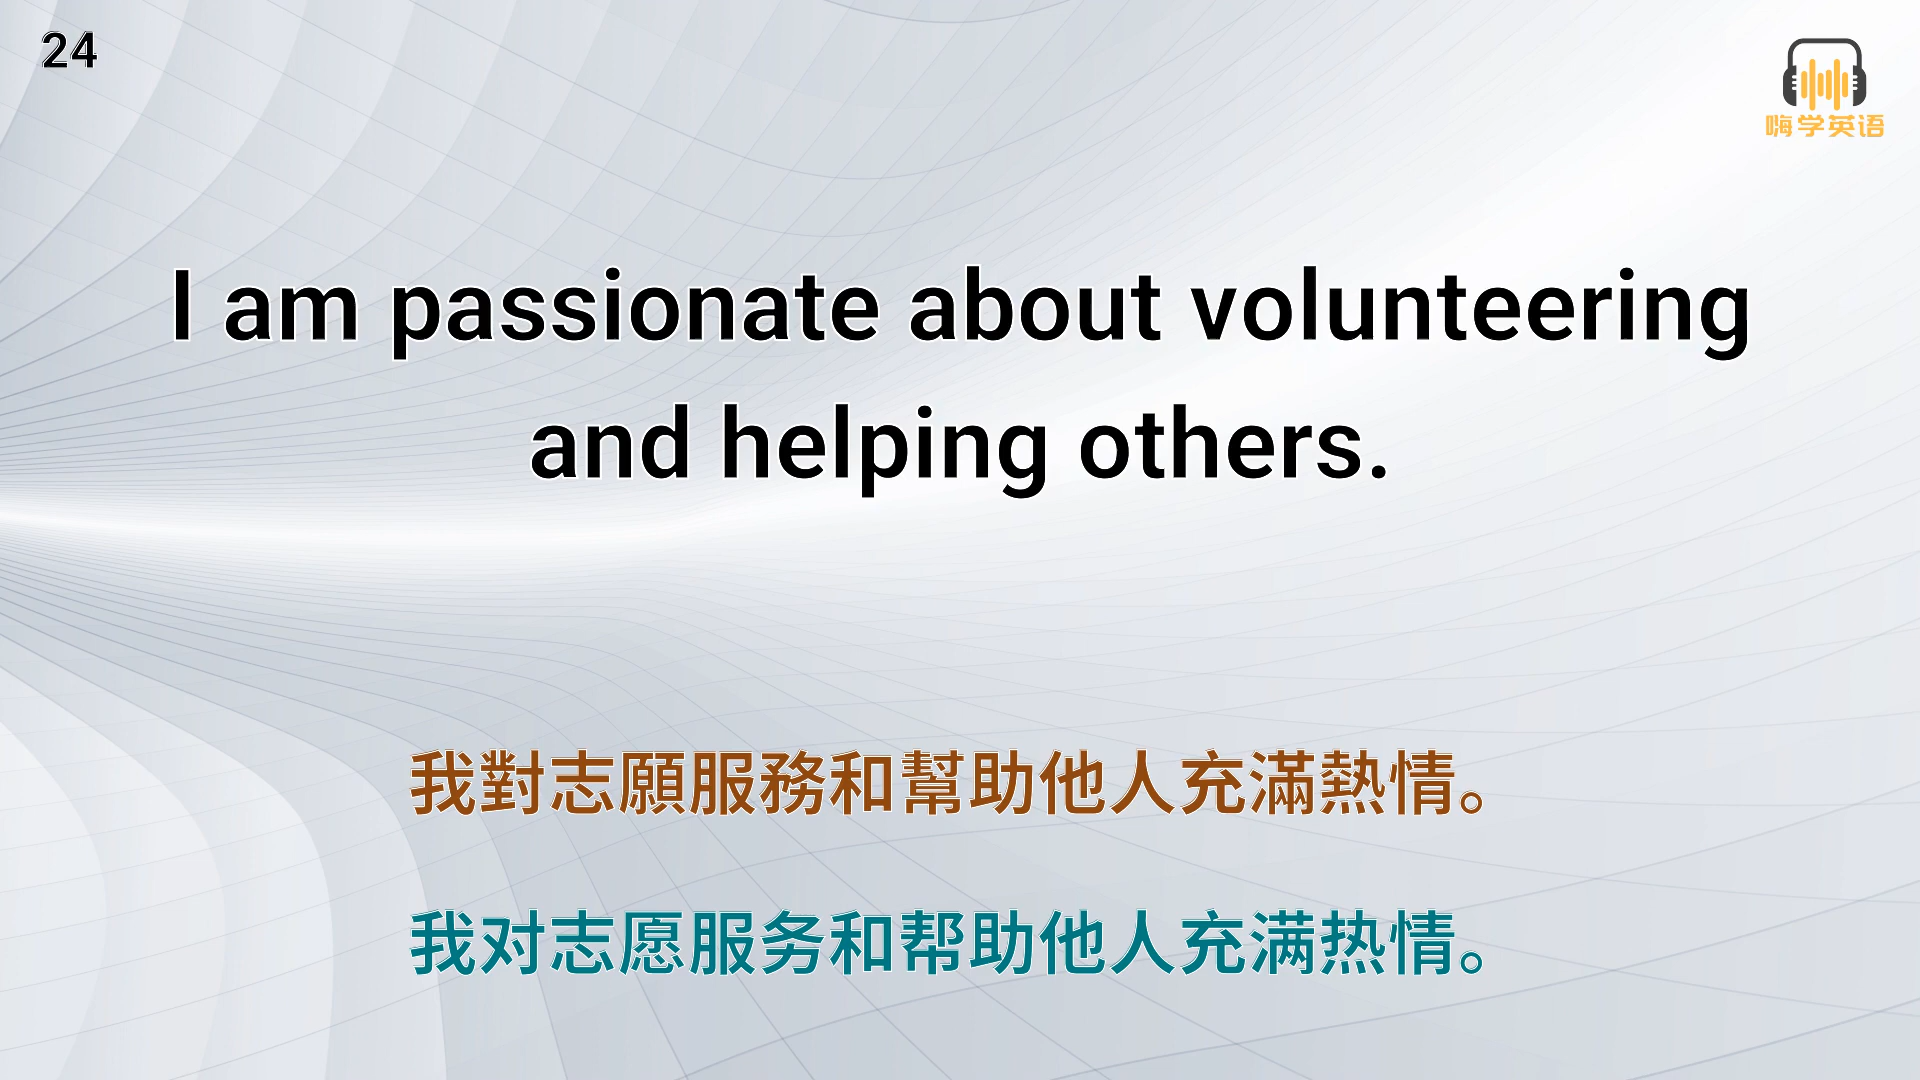 24
嗨学英语
I am passionate about volunteering
and helping others.
我對志願服務和幫助他人充滿熱情。
我对志愿服务和帮助他人充满热情。